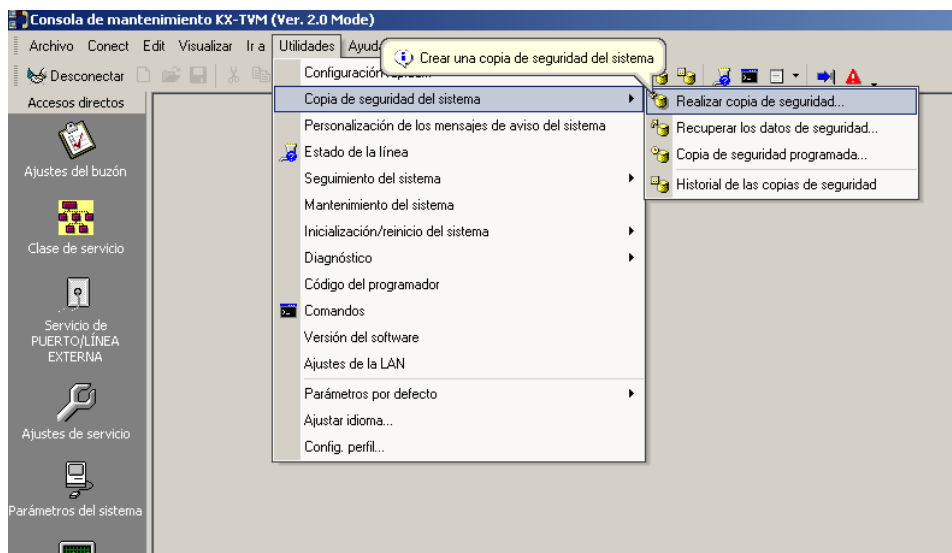 Consola de mantenimiento KX-TVM (Ver. 2.0 Mode)
Archivo Conect Edit Visualizar Ir a Utilidades
Crear una copia de seguridad del sistema
Desconectar
Accesos directos
Ajustes del buzón
Clase de servicio
Servicio de
PUERTO/LÍNEA
EXTERNA
Ajustes de servicio
Parámetros del sistema
Copia de seguridad del sistema
Personalización de los mensajes de aviso del sistema
Estado de la línea
Seguimiento del sistema
Mantenimiento del sistema
Inicialización/reinicio del sistema
Diagnóstico
Código del programador
Comandos
Versión del software
Ajustes de la LAN
Parámetros por defecto
Ajustar idioma...
Config. perfil...
Realizar copia de seguridad...
Recuperar los datos de seguridad...
Copia de seguridad programada...
Historial de las copias de seguridad